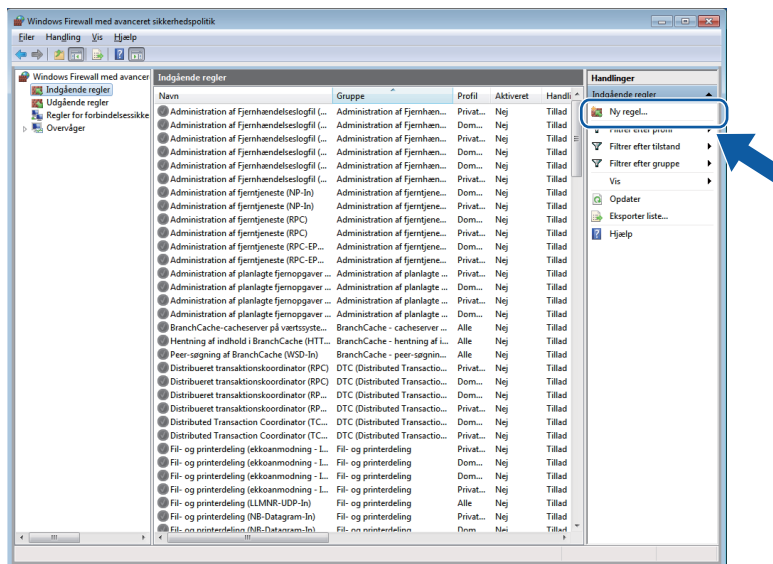 Windows Firewall med avanceret sikkerhedspolitik
Filer Handling Vis Hjælp
Windows Firewall med avancer
Indgående regler
Udgående regler
Regler for forbindelsessikke
Overvåger
Indgående regler
Navn Gruppe Profil Aktiveret Handli
Administration af Fjernhændelseslogfil (... Administration af Fjernhæn... Privat... Nej Tillad
Administration af Fjernhændelseslogfil (... Administration af Fjernhæn... Dom... Nej Tillad
Administration af Fjernhændelseslogfil (... Administration af Fjernhæn... Privat... Nej Tillad
Administration af Fjernhændelseslogfil (... Administration af Fjernhæn... Dom... Nej Tillad
Administration af Fjernhændelseslogfil (... Administration af Fjernhæn... Privat... Nej Tillad
Administration af Fjernhændelseslogfil (... Administration af Fjernhæn... Dom... Nej Tillad
Administration af fjerntjeneste (NP-In) Administration af fjerntjene... Dom... Nej Tillad
Administration af fjerntjeneste (NP-In) Administration af fjerntjene... Privat... Nej Tillad
Administration af fjerntjeneste (RPC) Administration af fjerntjene... Dom... Nej Tillad
Administration af fjerntjeneste (RPC) Administration af fjerntjene... Privat... Nej Tillad
Administration af fjerntjeneste (RPC-EP... Administration af fjerntjene... Dom... Nej Tillad
Administration af fjerntjeneste (RPC-EP... Administration af fjerntjene... Privat... Nej Tillad
Administration af planlagte fjernopgaver ... Administration af planlagte ... Privat... Nej Tillad
Administration af planlagte fjernopgaver ... Administration af planlagte ... Dom... Nej Tillad
Administration af planlagte fjernopgaver ... Administration af planlagte ... Privat... Nej Tillad
Administration af planlagte fjernopgaver ... Administration af planlagte ... Dom... Nej Tillad
BranchCache-cacheserver på værtssyste... BranchCache - cacheserver ... Alle Nej Tillad
Hentning af indhold i BranchCache (HTT... BranchCache - hentning af i... Alle Nej Tillad
Peer-søgning af BranchCache (WSD-In) BranchCache - peer-søgnin... Alle Nej Tillad
Distribueret transaktionskoordinator (RPC) DTC (Distributed Transactio... Privat... Nej Tillad
Distribueret transaktionskoordinator (RPC) DTC (Distributed Transactio... Dom... Nej Tillad
Distribueret transaktionskoordinator (RP... DTC (Distributed Transactio... Dom... Nej Tillad
Distribueret transaktionskoordinator (RP... DTC (Distributed Transactio... Privat... Nej Tillad
Distributed Transaction Coordinator (TC... DTC (Distributed Transactio... Dom... Nej Tillad
Distributed Transaction Coordinator (TC... DTC (Distributed Transactio... Privat... Nej Tillad
Fil- og printerdeling (ekkoanmodning - I... Fil- og printerdeling Privat... Nej Tillad
Fil- og printerdeling (ekkoanmodning - I... Fil- og printerdeling Dom... Nej Tillad
Fil- og printerdeling (ekkoanmodning - I... Fil- og printerdeling Dom... Nej Tillad
Fil- og printerdeling (ekkoanmodning - I... Fil- og printerdeling Privat... Nej Tillad
Fil- og printerdeling (LLMNR-UDP-In) Fil- og printerdeling Alle Nej Tillad
Fil- og printerdeling (NB-Datagram-In) Fil- og printerdeling Privat... Nej Tillad
Fil- og printerdeling (NB-Datagram-In) Fil- og printerdeling Dom... Nej Tillad
Handlinger
Indgående regler
Ny regel...
Filtrer efter profil
Filtrer efter tilstand
Filtrer efter gruppe
Vis
Opdater
Eksporter liste...
Hjælp